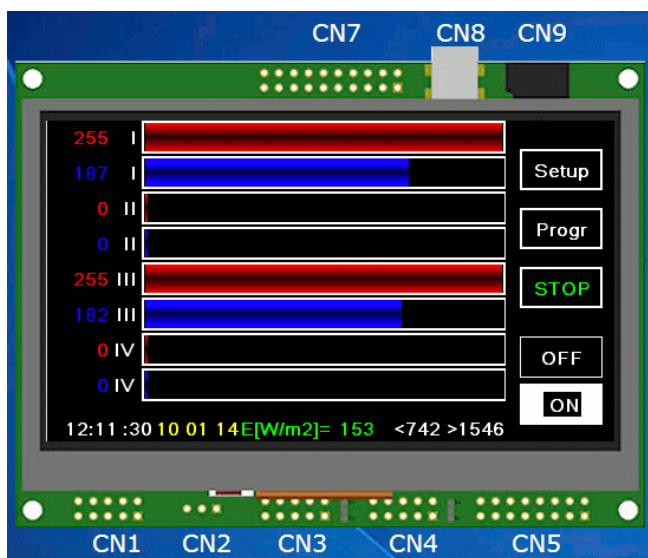 CN7 CN8 CN9
255 I
187 I Setup
0 II
0 II Progr
255 III STOP
182 III
0 IV OFF
0 IV
ON
12:11 :30 10 01 14 E[W/m2]= 153 <742 >1546
CN1 CN2 CN3 CN4 CN5